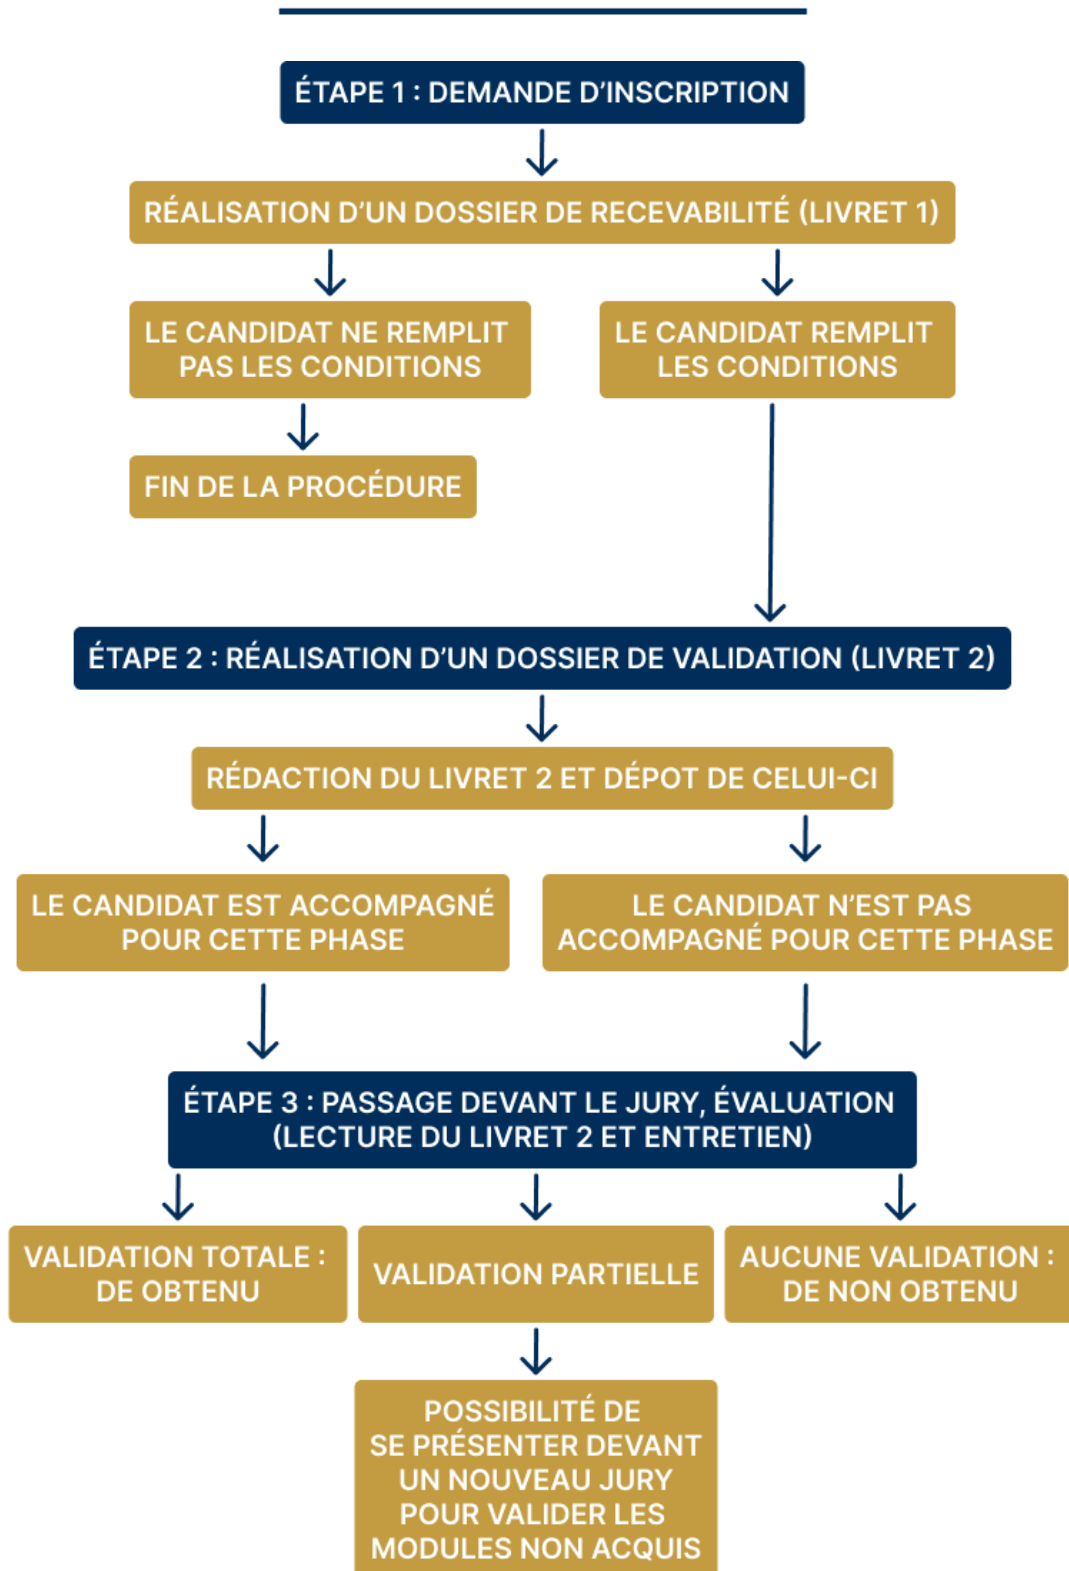 ÉTAPE 1 : DEMANDE D’INSCRIPTION
RÉALISATION D’UN DOSSIER DE RECEVABILITÉ (LIVRET 1)
LE CANDIDAT NE REMPLIT
PAS LES CONDITIONS
LE CANDIDAT REMPLIT
LES CONDITIONS
FIN DE LA PROCÉDURE
ÉTAPE 2 : RÉALISATION D’UN DOSSIER DE VALIDATION (LIVRET 2)
RÉDACTION DU LIVRET 2 ET DÉPOT DE CELUI-CI
LE CANDIDAT EST ACCOMPAGNÉ
POUR CETTE PHASE
LE CANDIDAT N’EST PAS
ACCOMPAGNÉ POUR CETTE PHASE
ÉTAPE 3 : PASSAGE DEVANT LE JURY, ÉVALUATION
(LECTURE DU LIVRET 2 ET ENTRETIEN)
VALIDATION TOTALE :
DE OBTENU
VALIDATION PARTIELLE
AUCUNE VALIDATION :
DE NON OBTENU
POSSIBILITÉ DE
SE PRÉSENTER DEVANT
UN NOUVEAU JURY
POUR VALIDER LES
MODULES NON ACQUIS